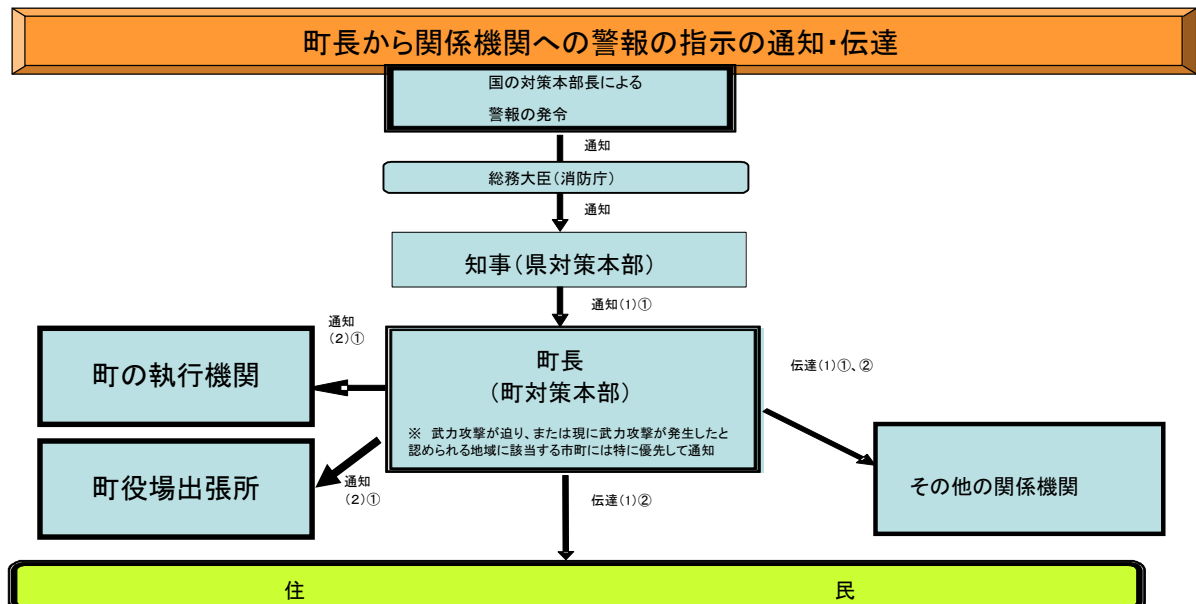 町長から関係機関への警報の指示の通知・伝達
国の対策本部長による
警報の発令
通知
総務大臣(消防庁)
通知
知事(県対策本部)
通知(1)①
通知
(2)①
町の執行機関
町長
(町対策本部)
※ 武力攻撃が迫り、または現に武力攻撃が発生したと
認められる地域に該当する市町には特に優先して通知
伝達(1)①、②
町役場出張所
通知
(2)①
伝達(1)②
その他の関係機関
住 民